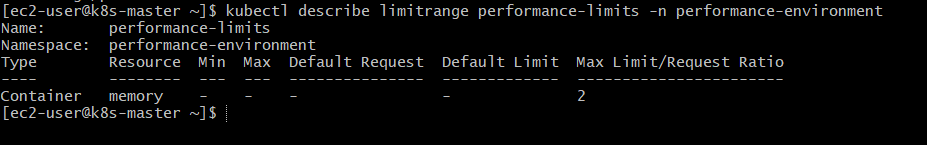 [ec2-user@k8s-master ~]$ kubectl describe limitrange performance-limits -n performance-environment
Name:       performance-limits
Namespace:  performance-environment
Type        Resource  Min  Max  Default Request  Default Limit  Max Limit/Request Ratio
----        --------  ---  ---  ---------------  -------------  -----------------------
Container   memory    -    -    -                -              2
[ec2-user@k8s-master ~]$